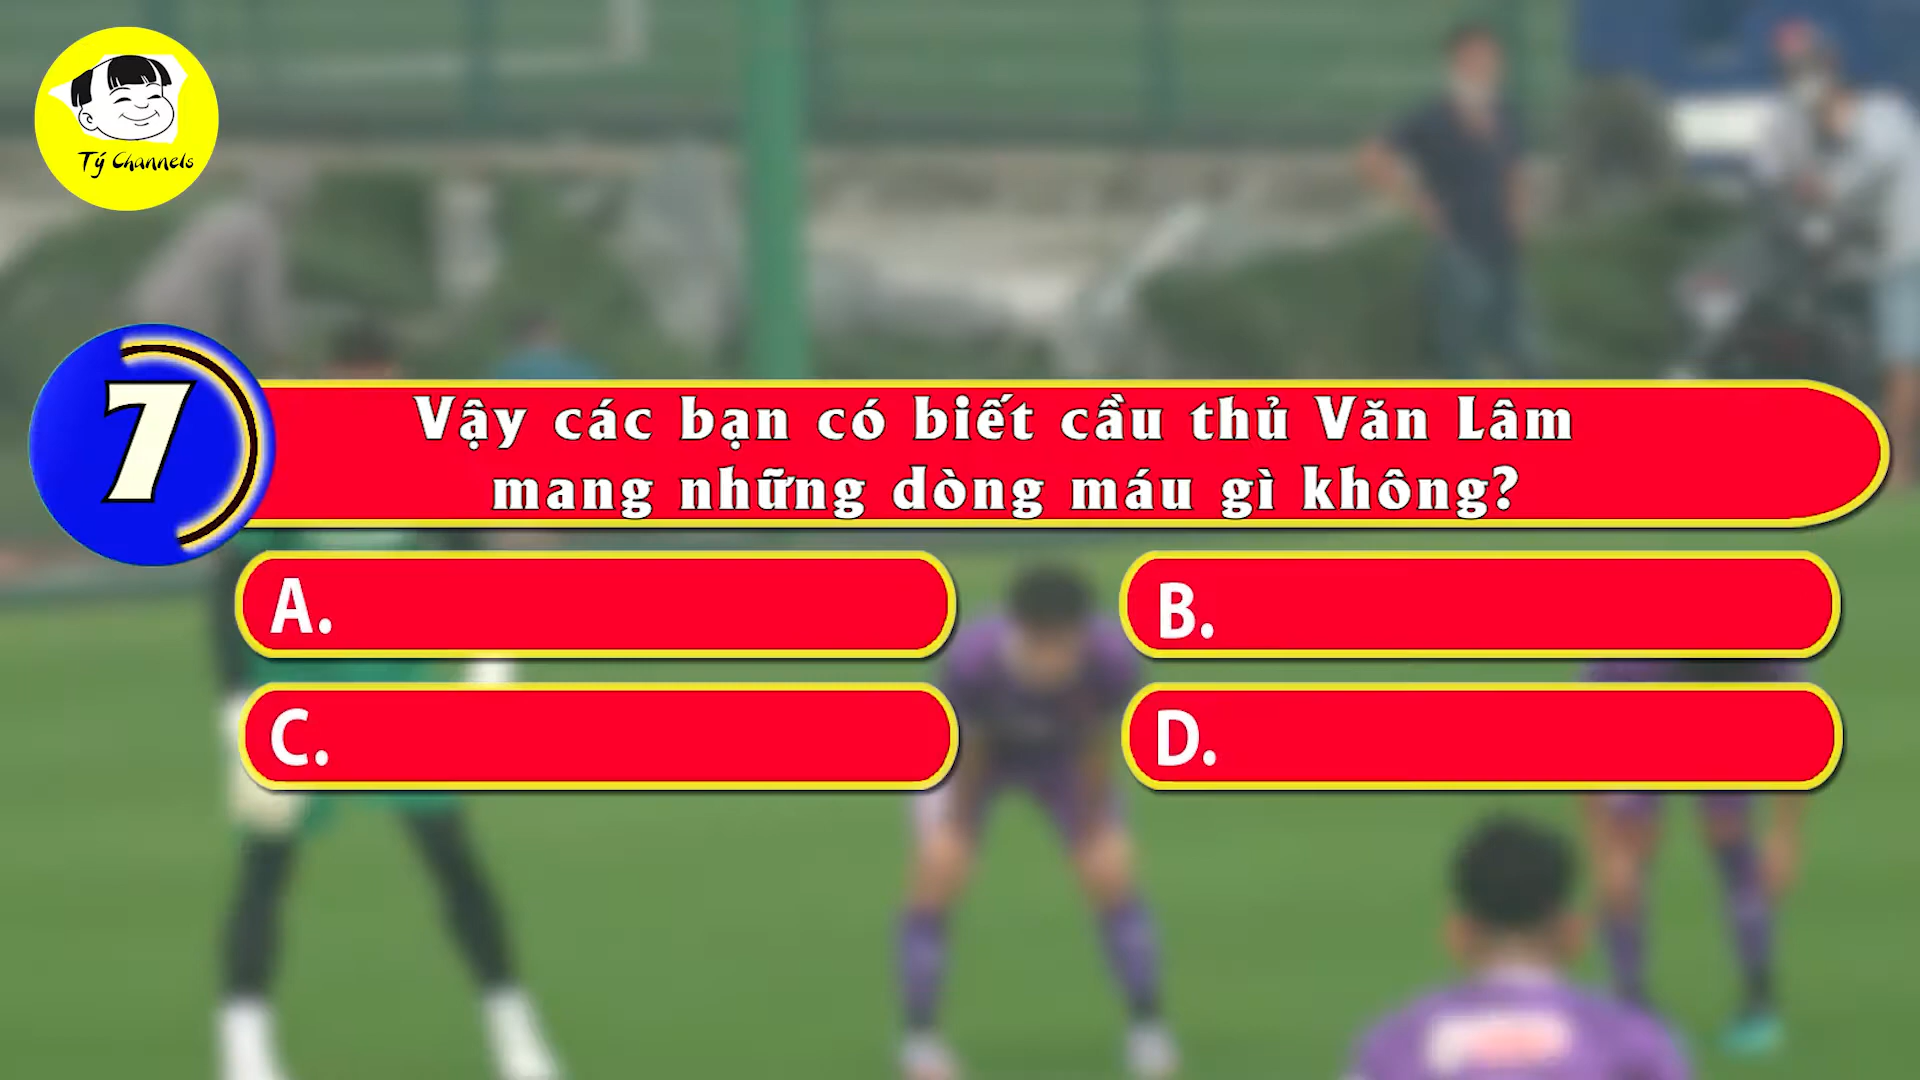 Tý Channels
7
Vậy các bạn có biết cầu thủ Văn Lâm
mang những dòng máu gì không?
A.
B.
C.
D.